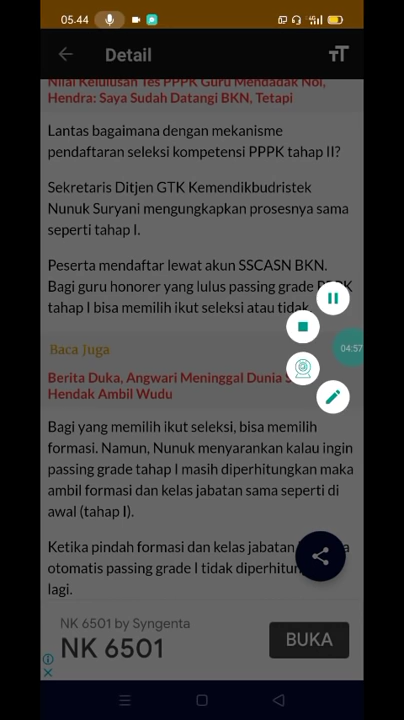 05.44
Detail
Nilai Kelulusan Tes PPPK Guru Mendadak Nol,
Hendra: Saya Sudah Datangi BKN, Tetapi
Lantas bagaimana dengan mekanisme
pendaftaran seleksi kompetensi PPPK tahap II?
Sekretaris Ditjen GTK Kemendikbudristek
Nunuk Suryani mengungkapkan prosesnya sama
seperti tahap I.
Peserta mendaftar lewat akun SSCASN BKN.
Bagi guru honorer yang lulus passing grade
tahap I bisa memilih ikut seleksi atau tidak.
04:57
Baca Juga
Berita Duka, Angwari Meninggal Dunia
Hendak Ambil Wudu
Bagi yang memilih ikut seleksi, bisa memilih
formasi. Namun, Nunuk menyarankan kalau ingin
passing grade tahap I masih diperhitungkan maka
ambil formasi dan kelas jabatan sama seperti di
awal (tahap I).
Ketika pindah formasi dan kelas jabatan
otomatis passing grade I tidak
lagi.
NK 6501 by Syngenta
NK 6501
BUKA